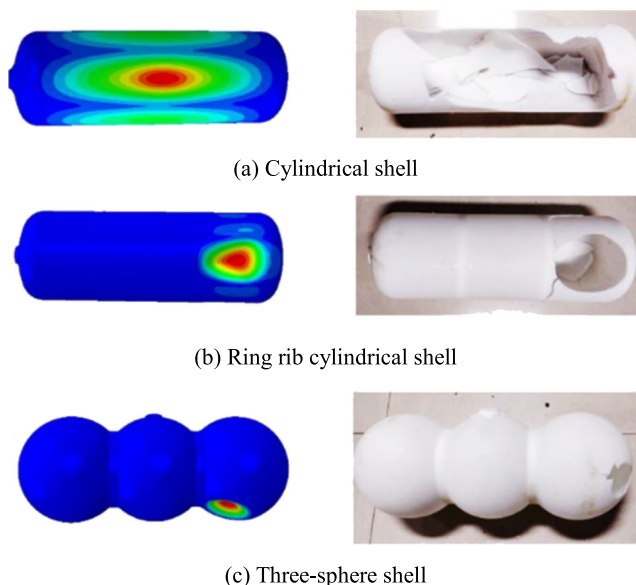 (a) Cylindrical shell
(b) Ring rib cylindrical shell
(c) Three-sphere shell